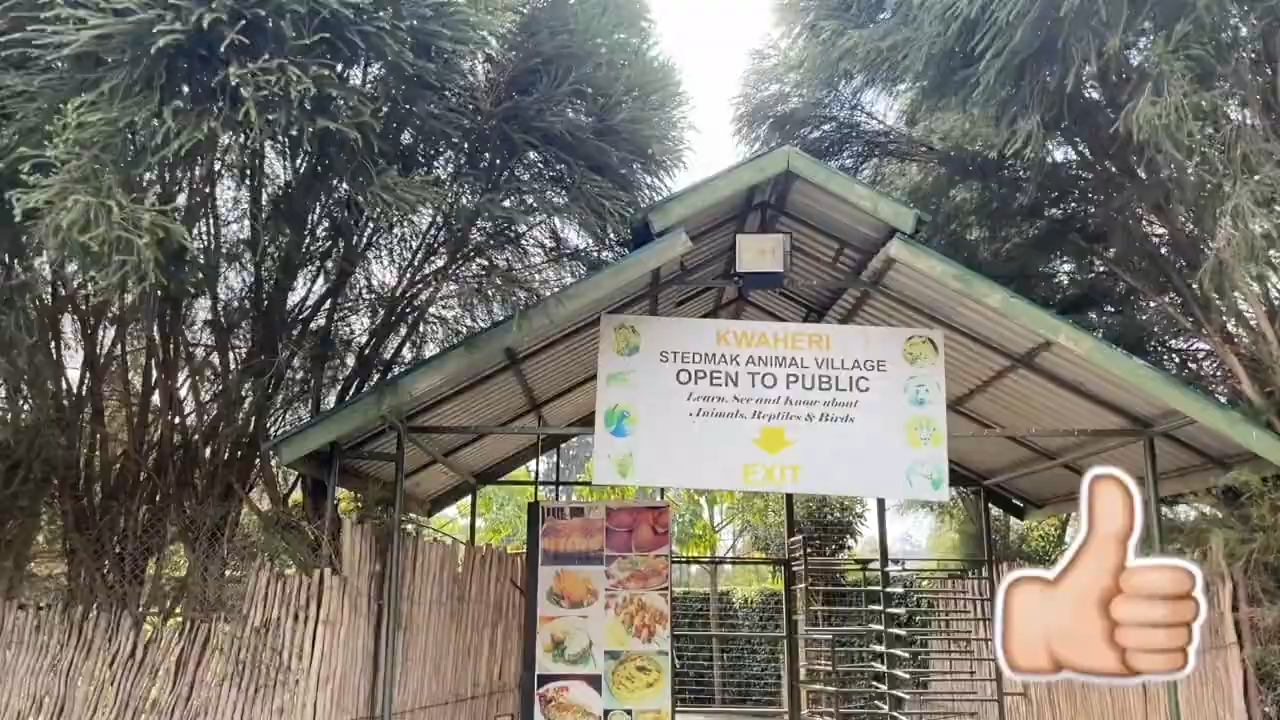 KWAHERI
STEDMAK ANIMAL VILLAGE
OPEN TO PUBLIC
Learn, See and Know about
Animals, Reptiles & Birds
EXIT